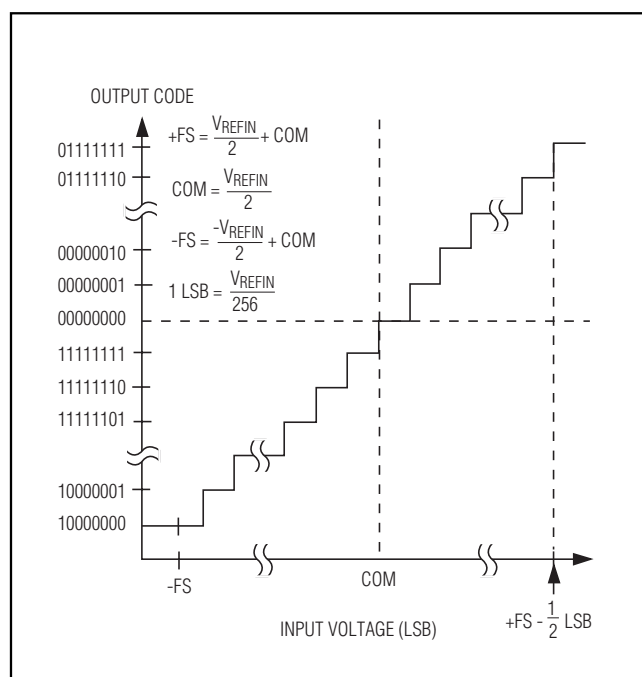 OUTPUT CODE
+FS = V_REFIN/2 + COM
COM = V_REFIN/2
-FS = -V_REFIN/2 + COM
1 LSB = V_REFIN/256
01111111
01111110
00000010
00000001
00000000
11111111
11111110
11111101
10000001
10000000
-FS
COM
+FS - 1/2 LSB
INPUT VOLTAGE (LSB)